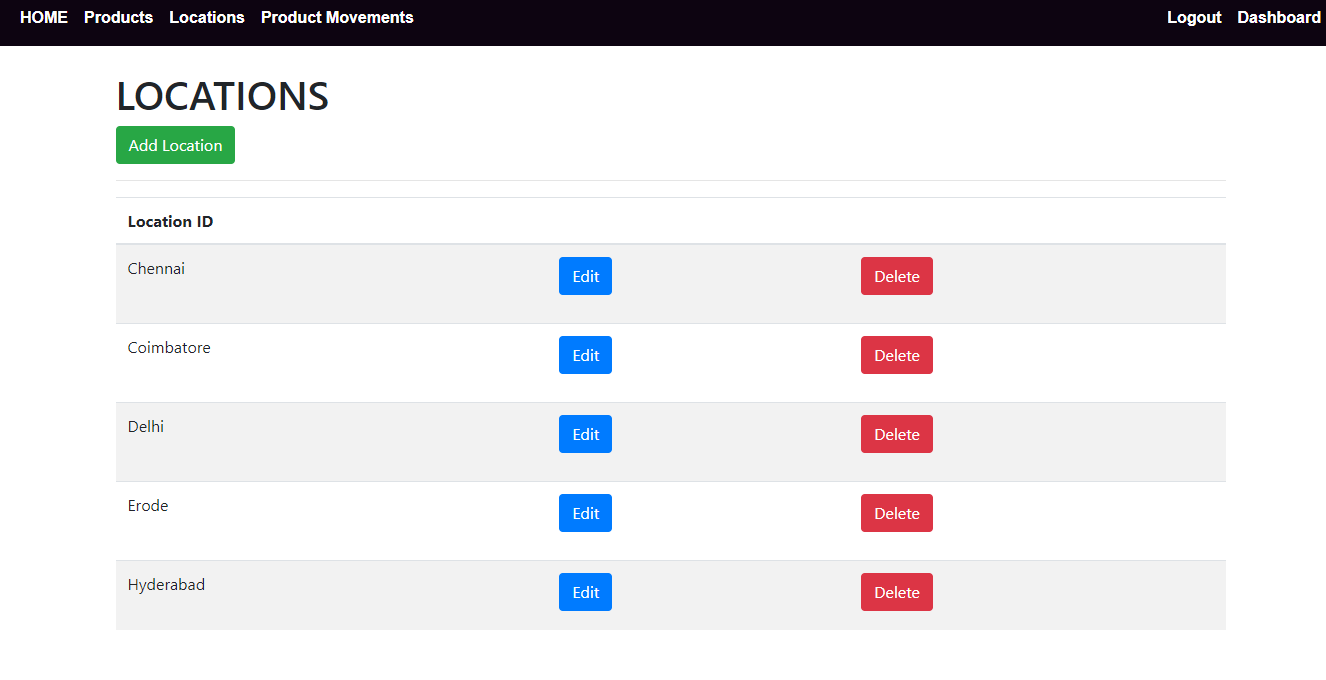 HOME Products Locations Product Movements Logout Dashboard
LOCATIONS
Add Location
Location ID
Chennai Edit Delete
Coimbatore Edit Delete
Delhi Edit Delete
Erode Edit Delete
Hyderabad Edit Delete